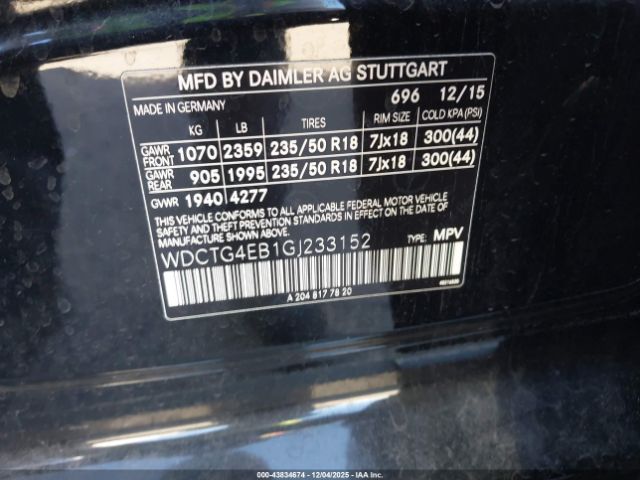 MFD BY DAIMLER AG STUTTGART
MADE IN GERMANY 696 12/15
KG LB TIRES RIM SIZE COLD KPA (PSI)
GAWR FRONT 1070 2359 235/50 R18 7Jx18 300(44)
GAWR REAR 905 1995 235/50 R18 7Jx18 300(44)
GVWR 1940 4277
THIS VEHICLE CONFORMS TO ALL APPLICABLE FEDERAL MOTOR VEHICLE
SAFETY AND THEFT PREVENTION STANDARDS IN EFFECT ON THE DATE OF
MANUFACTURE SHOWN ABOVE.
WDCTG4EB1GJ233152 TYPE: MPV
A 204 817 78 20
000-43834674 - 12/04/2025 - IAA Inc.